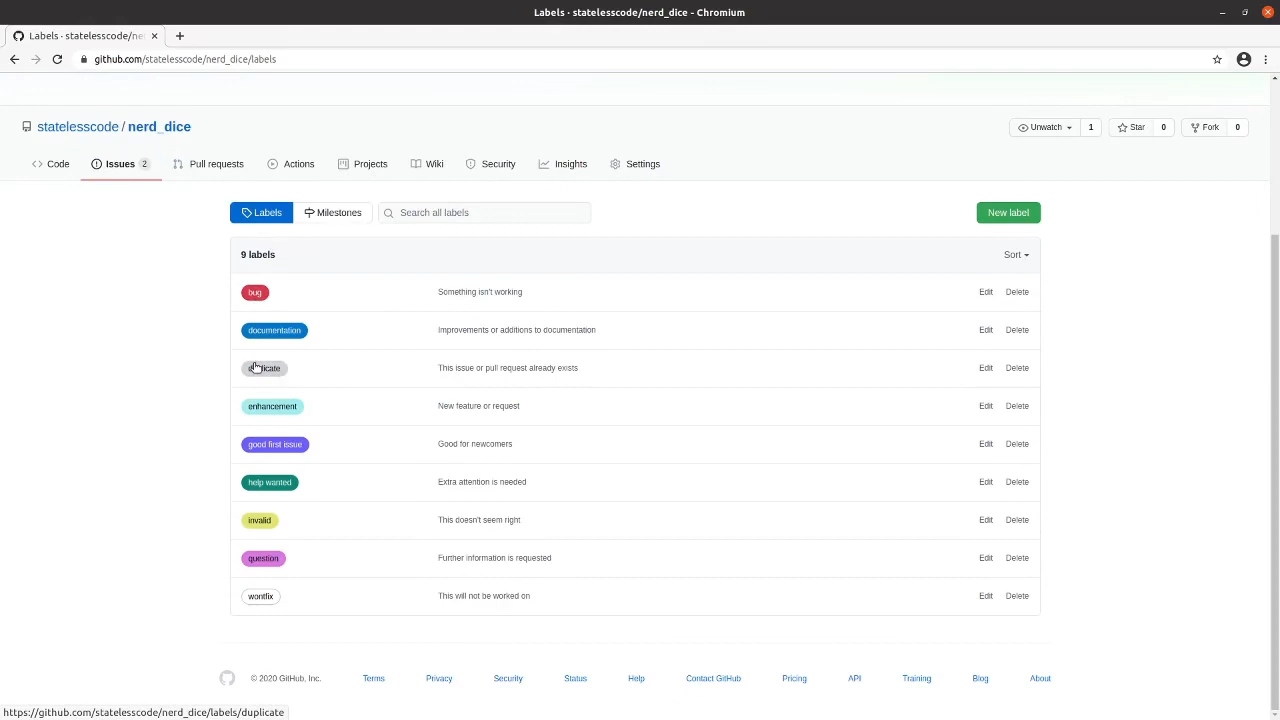 Labels · statelesscode/nerd_dice - Chromium
Labels · statelesscode/ne
github.com/statelesscode/nerd_dice/labels
statelesscode / nerd_dice
Unwatch 1 Star 0 Fork 0
Code Issues 2 Pull requests Actions Projects Wiki Security Insights Settings
Labels Milestones Search all labels New label
9 labels Sort
bug Something isn't working Edit Delete
documentation Improvements or additions to documentation Edit Delete
duplicate This issue or pull request already exists Edit Delete
enhancement New feature or request Edit Delete
good first issue Good for newcomers Edit Delete
help wanted Extra attention is needed Edit Delete
invalid This doesn't seem right Edit Delete
question Further information is requested Edit Delete
wontfix This will not be worked on Edit Delete
© 2020 GitHub, Inc. Terms Privacy Security Status Help Contact GitHub Pricing API Training Blog About
https://github.com/statelesscode/nerd_dice/labels/duplicate